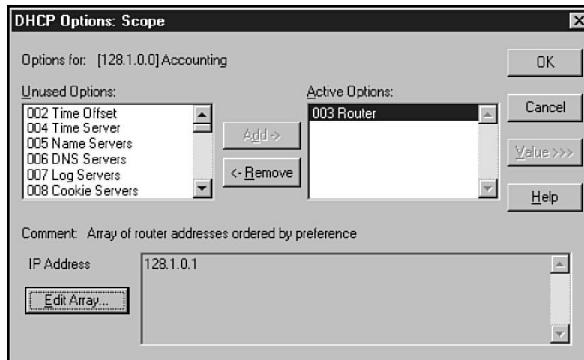 DHCP Options: Scope
Options for: [128.1.0.0] Accounting
OK
Unused Options:
Active Options:
002 Time Offset
004 Time Server
005 Name Servers
006 DNS Servers
007 Log Servers
008 Cookie Servers
Add ->
<- Remove
003 Router
Cancel
Value >>>
Help
Comment: Array of router addresses ordered by preference
IP Address
128.1.0.1
Edit Array...